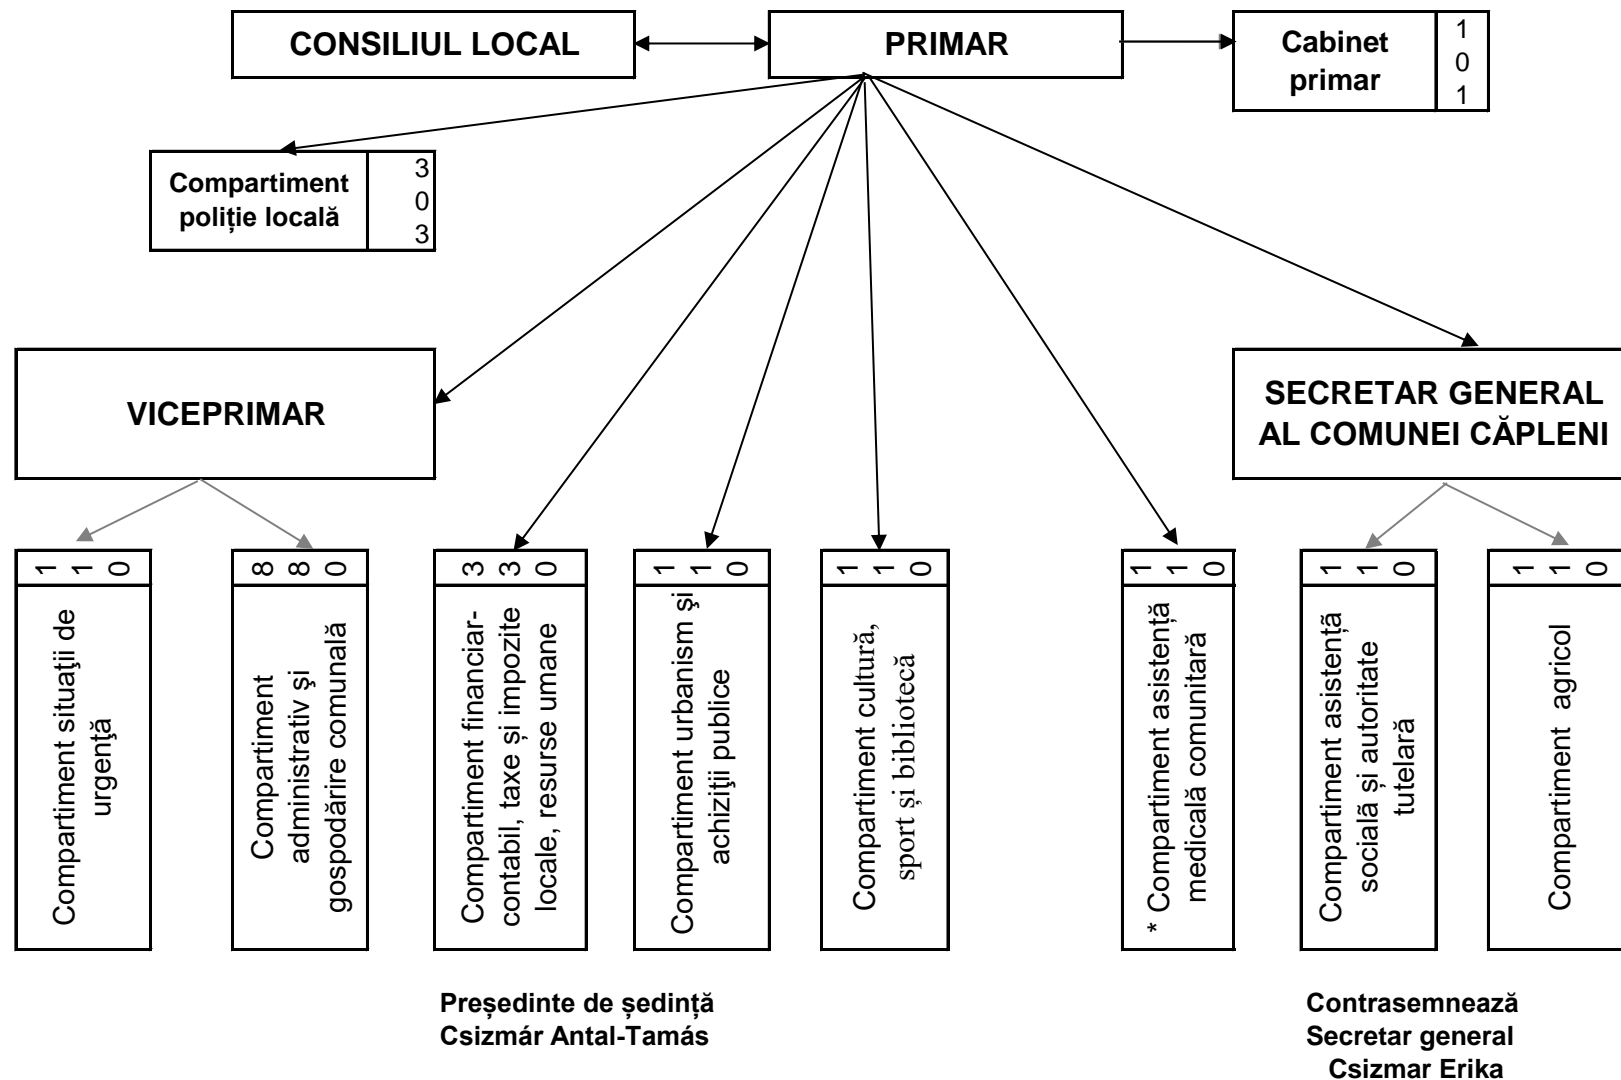 CONSILIUL LOCAL
PRIMAR
Cabinet
primar
1
0
1
Compartiment
poliție locală
3
0
3
VICEPRIMAR
SECRETAR GENERAL
AL COMUNEI CĂPLENI
1
1
0
Compartiment situaţii de
urgenţă
8
8
0
Compartiment
administrativ şi
gospodărire comunală
3
3
0
Compartiment financiar-
contabil, taxe și impozite
locale, resurse umane
1
1
0
Compartiment urbanism şi
achiziţii publice
1
1
0
Compartiment cultură,
sport și bibliotecă
1
1
0
* Compartiment asistență
medicală comunitară
1
1
0
Compartiment asistență
socială și autoritate
tutelară
1
1
0
Compartiment agricol
Președinte de ședință
Csizmár Antal-Tamás
Contrasemnează
Secretar general
Csizmar Erika